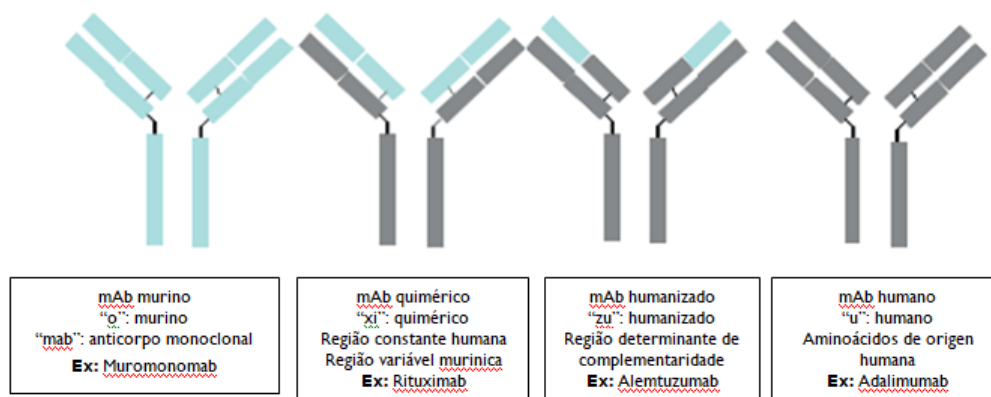 mAb murino
“o”: murino
“mab”: anticorpo monoclonal
Ex: Muromonomab
mAb quimérico
“xi”: quimérico
Região constante humana
Região variável murinica
Ex: Rituximab
mAb humanizado
“zu”: humanizado
Região determinante de
complementaridade
Ex: Alemtuzumab
mAb humano
“u”: humano
Aminoácidos de origen
humana
Ex: Adalimumab